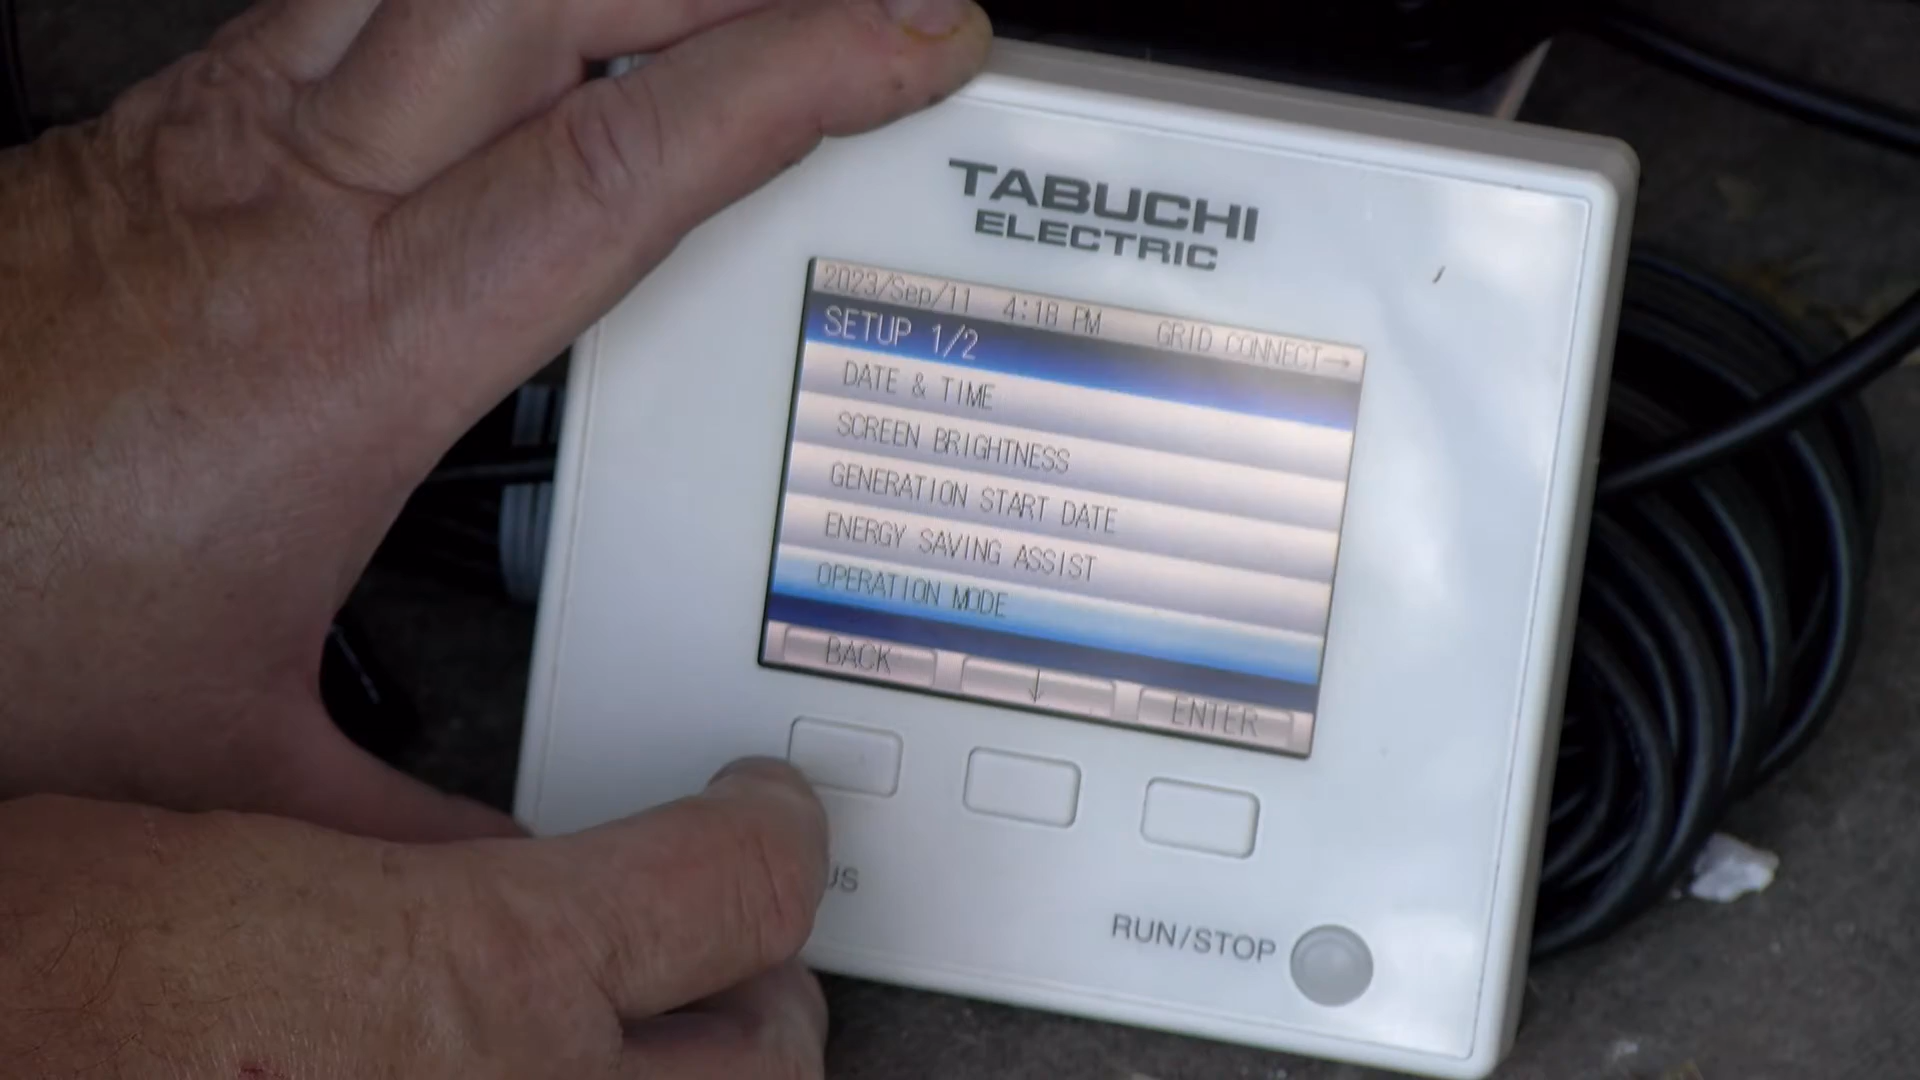 TABUCHI
ELECTRIC
2023/Sep/11 4:18 PM GRID CONNECT→
SETUP 1/2
DATE & TIME
SCREEN BRIGHTNESS
GENERATION START DATE
ENERGY SAVING ASSIST
OPERATION MODE
BACK ↓ ENTER
RUN/STOP